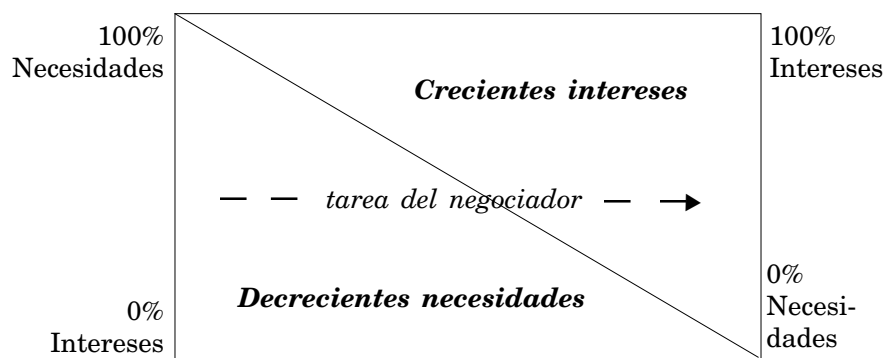 100%
Necesidades
100%
Intereses
Crecientes intereses
tarea del negociador
Decrecientes necesidades
0%
Intereses
0%
Necesi-
dades